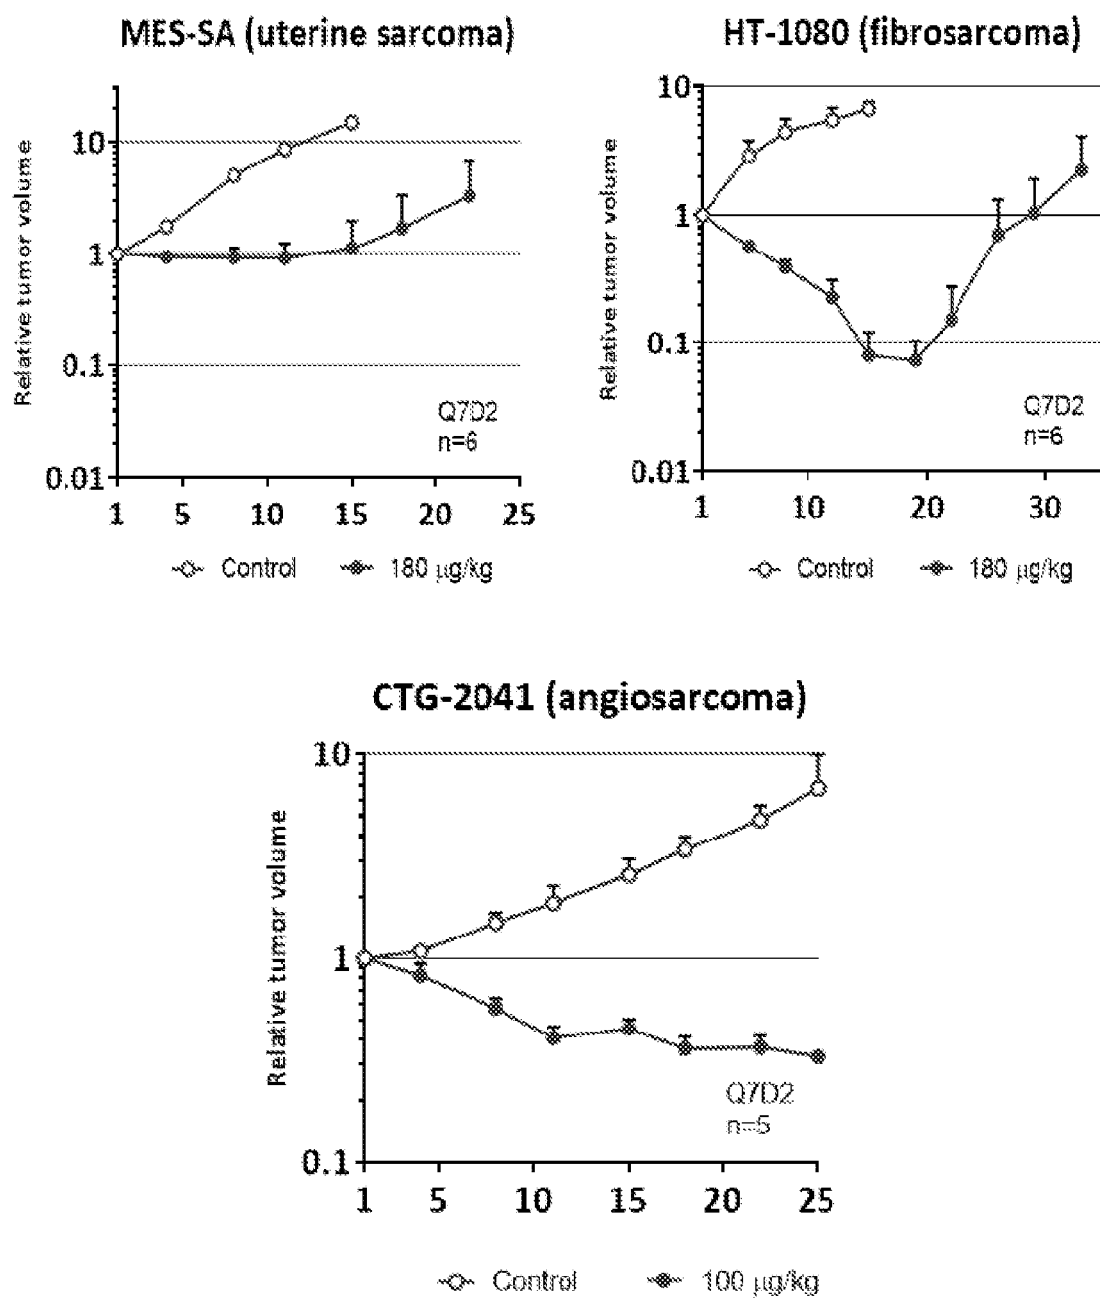 MES-SA (uterine sarcoma)
Relative tumor volume
10
1
0.1
0.01
Q7D2
n=6
1 5 10 15 20 25
Control 180 µg/kg
HT-1080 (fibrosarcoma)
Relative tumor volume
10
1
0.1
0.01
Q7D2
n=6
1 10 20 30
Control 180 µg/kg
CTG-2041 (angiosarcoma)
Relative tumor volume
10
1
0.1
Q7D2
n=5
1 5 10 15 20 25
Control 100 µg/kg